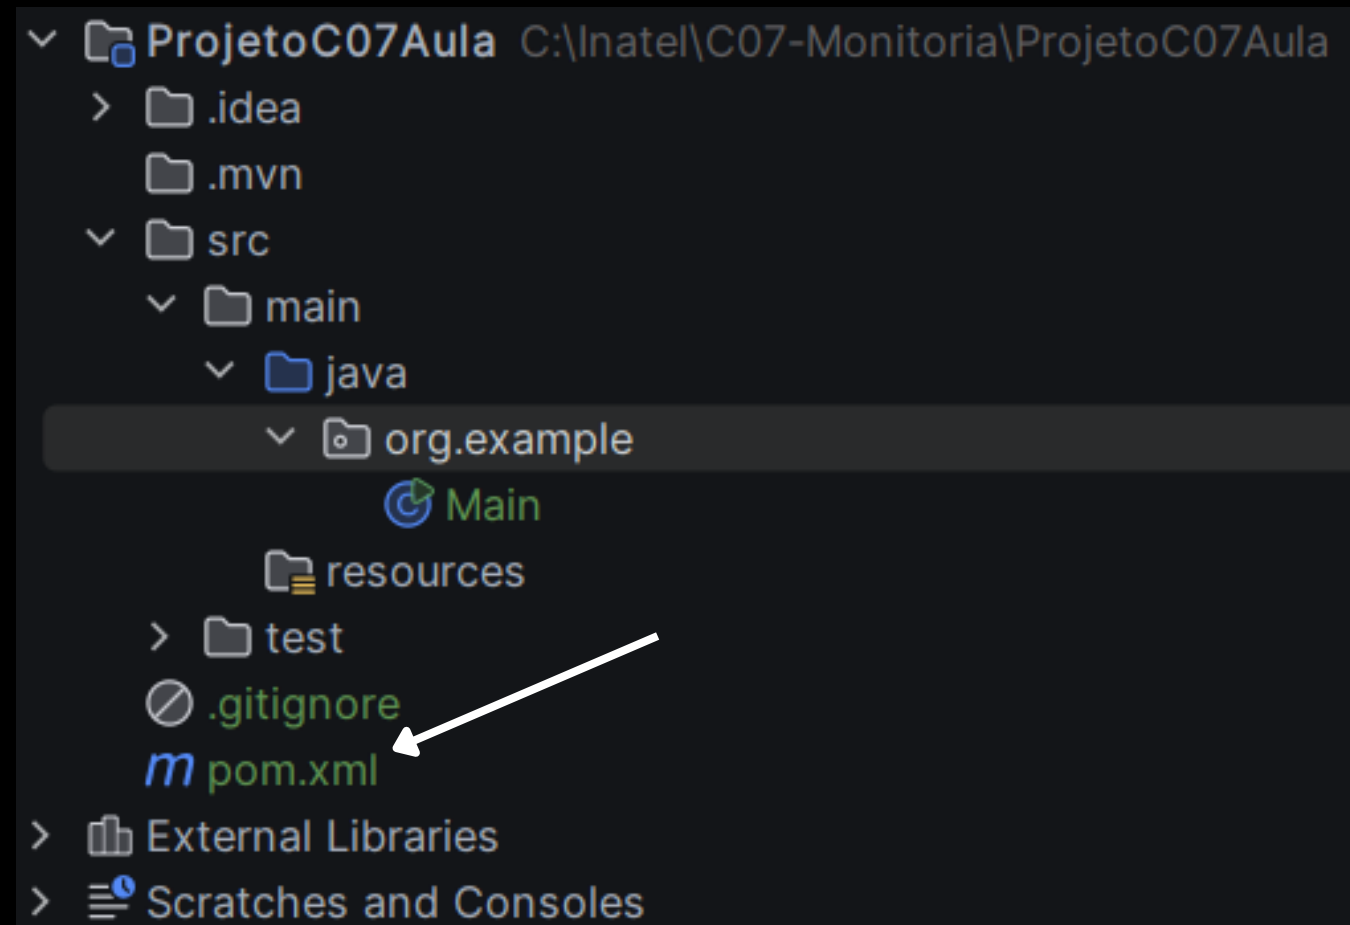 ProjetoC07Aula C:\Inatel\C07-Monitoria\ProjetoC07Aula
.idea
.mvn
src
main
java
org.example
Main
resources
test
.gitignore
pom.xml
External Libraries
Scratches and Consoles